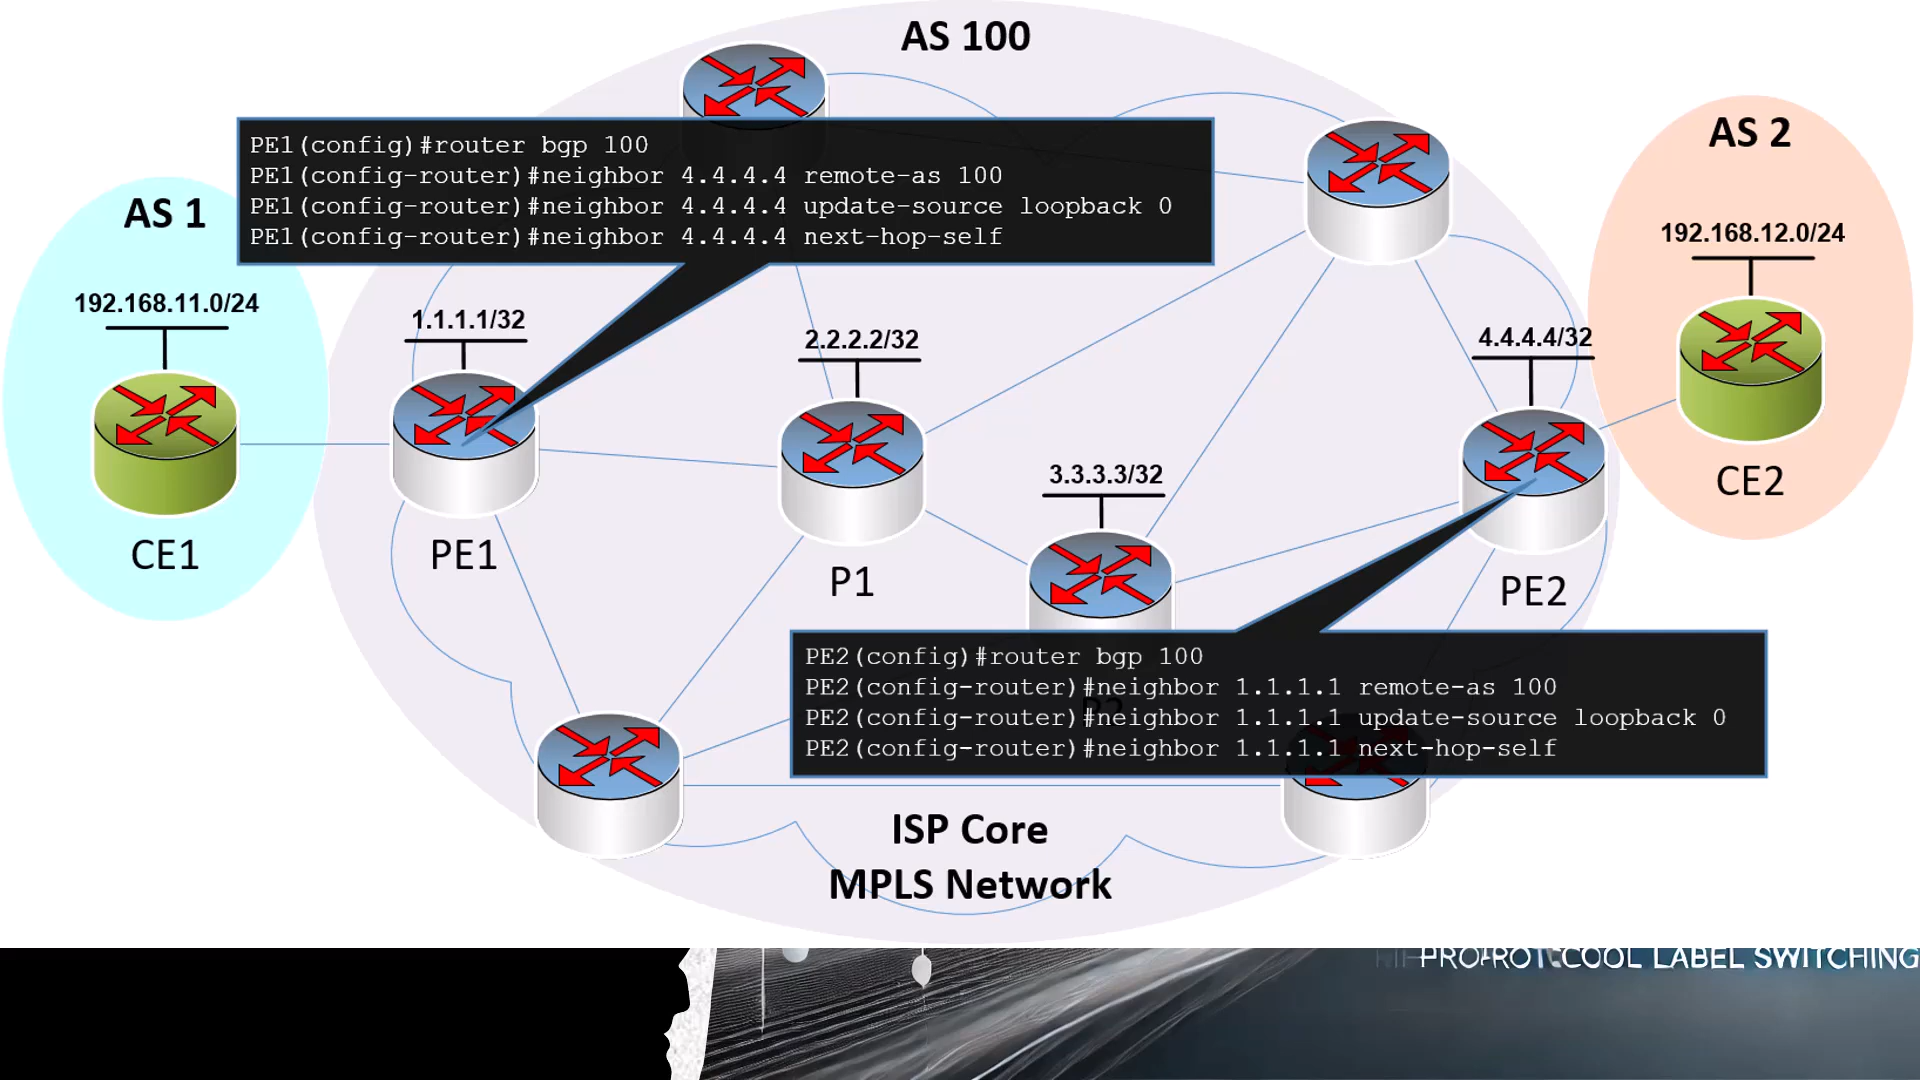 AS 100
AS 2
AS 1
PE1(config)#router bgp 100
PE1(config-router)#neighbor 4.4.4.4 remote-as 100
PE1(config-router)#neighbor 4.4.4.4 update-source loopback 0
PE1(config-router)#neighbor 4.4.4.4 next-hop-self
192.168.12.0/24
192.168.11.0/24
1.1.1.1/32
2.2.2.2/32
4.4.4.4/32
3.3.3.3/32
CE2
CE1
PE1
P1
PE2
PE2(config)#router bgp 100
PE2(config-router)#neighbor 1.1.1.1 remote-as 100
P2
PE2(config-router)#neighbor 1.1.1.1 update-source loopback 0
PE2(config-router)#neighbor 1.1.1.1 next-hop-self
ISP Core
MPLS Network
LABEL SWITCHING